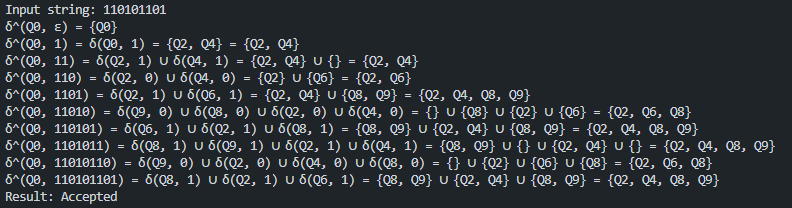 Input string: 110101101
δ^(Q0, ε) = {Q0}
δ^(Q0, 1) = δ(Q0, 1) = {Q2, Q4} = {Q2, Q4}
δ^(Q0, 11) = δ(Q2, 1) ∪ δ(Q4, 1) = {Q2, Q4} ∪ {} = {Q2, Q4}
δ^(Q0, 110) = δ(Q2, 0) ∪ δ(Q4, 0) = {Q2} ∪ {Q6} = {Q2, Q6}
δ^(Q0, 1101) = δ(Q2, 1) ∪ δ(Q6, 1) = {Q2, Q4} ∪ {Q8, Q9} = {Q2, Q4, Q8, Q9}
δ^(Q0, 11010) = δ(Q9, 0) ∪ δ(Q8, 0) ∪ δ(Q2, 0) ∪ δ(Q4, 0) = {} ∪ {Q8} ∪ {Q2} ∪ {Q6} = {Q2, Q6, Q8}
δ^(Q0, 110101) = δ(Q6, 1) ∪ δ(Q2, 1) ∪ δ(Q8, 1) = {Q8, Q9} ∪ {Q2, Q4} ∪ {Q8, Q9} = {Q2, Q4, Q8, Q9}
δ^(Q0, 1101011) = δ(Q8, 1) ∪ δ(Q9, 1) ∪ δ(Q2, 1) ∪ δ(Q4, 1) = {Q8, Q9} ∪ {} ∪ {Q2, Q4} ∪ {} = {Q2, Q4, Q8, Q9}
δ^(Q0, 11010110) = δ(Q9, 0) ∪ δ(Q2, 0) ∪ δ(Q4, 0) ∪ δ(Q8, 0) = {} ∪ {Q2} ∪ {Q6} ∪ {Q8} = {Q2, Q6, Q8}
δ^(Q0, 110101101) = δ(Q8, 1) ∪ δ(Q2, 1) ∪ δ(Q6, 1) = {Q8, Q9} ∪ {Q2, Q4} ∪ {Q8, Q9} = {Q2, Q4, Q8, Q9}
Result: Accepted